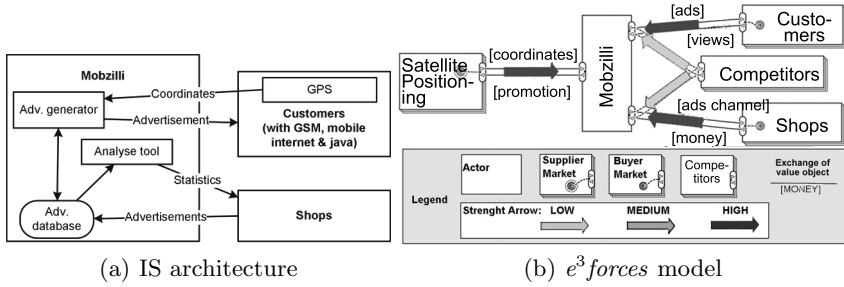 Mobzilli
Adv. generator
Analyse tool
Adv.
database
Coordinates
Advertisement
Statistics
Advertisements
GPS
Customers
(with GSM, mobile
internet & java)
Shops
(a) IS architecture
Satellite
Position-
ing
[coordinates]
[promotion]
Mobzilli
[ads]
[views]
Custo-
mers
Competitors
[ads channel]
[money]
Shops
Legend
Actor
Supplier
Market
Buyer
Market
Compe-
titors
Exchange of
value object
[MONEY]
Strenght Arrow:
LOW
MEDIUM
HIGH
(b) e³forces model